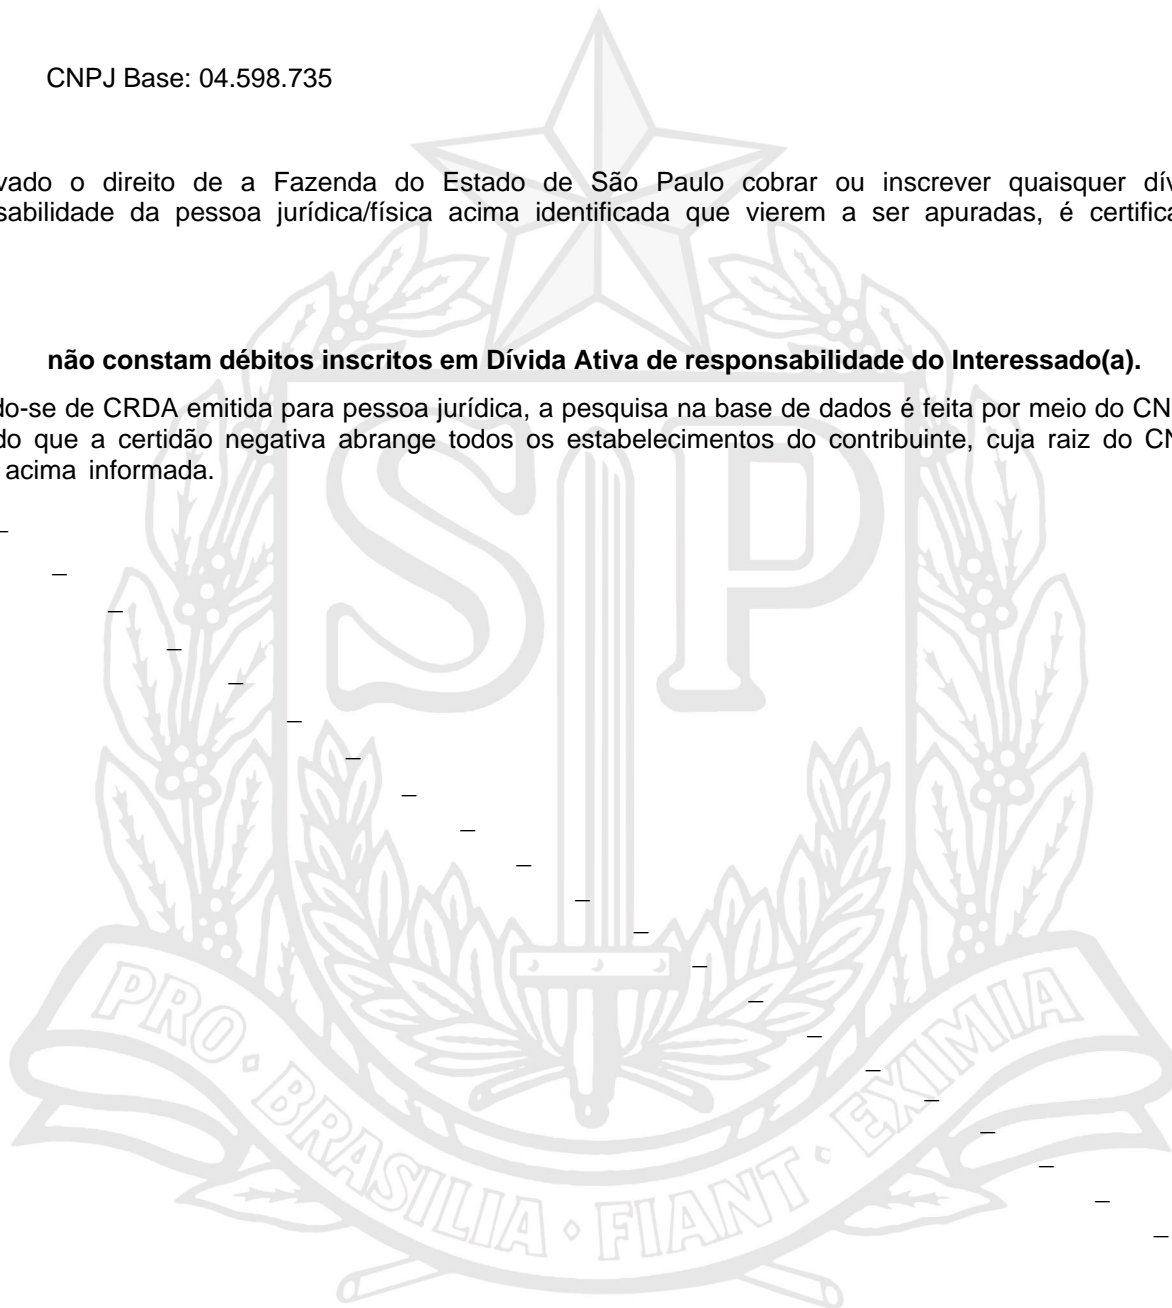 CNPJ Base: 04.598.735
vado o direito de a Fazenda do Estado de São Paulo cobrar ou inscrever quaisquer dív
sabilidade da pessoa jurídica/física acima identificada que vierem a ser apuradas, é certifica
não constam débitos inscritos em Dívida Ativa de responsabilidade do Interessado(a).
do-se de CRDA emitida para pessoa jurídica, a pesquisa na base de dados é feita por meio do CN
do que a certidão negativa abrange todos os estabelecimentos do contribuinte, cuja raiz do CN
acima informada.
SP
PRO • BRASILIA • FIANT • EXIMIA